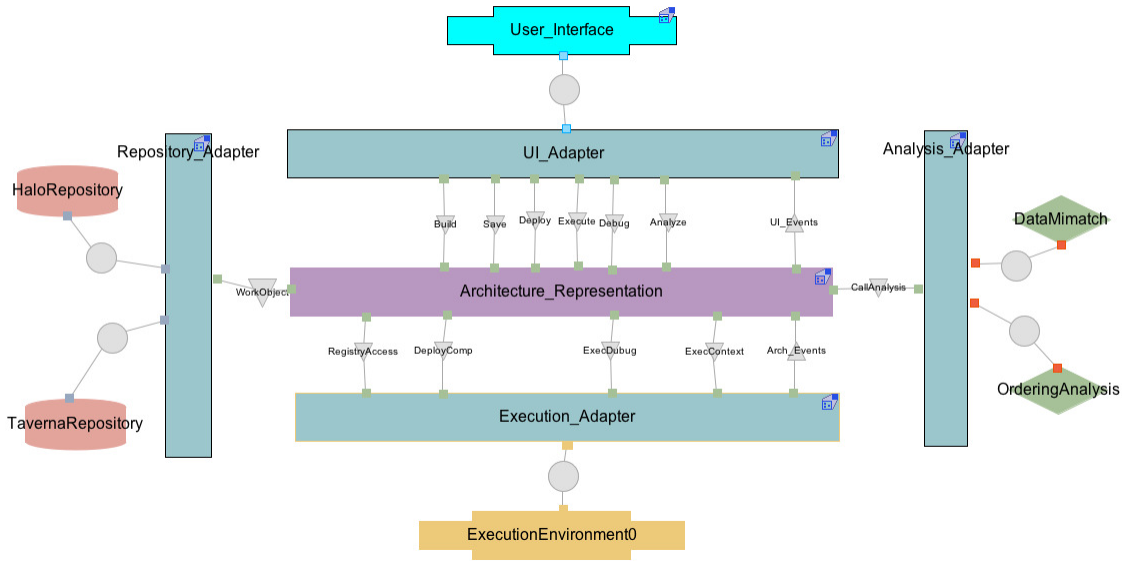 User_Interface
Repository_Adapter
UI_Adapter
Analysis_Adapter
HaloRepository
DataMimatch
Build
Save
Deploy
Execute
Debug
Analyze
UI_Events
WorkObject
Architecture_Representation
CallAnalysis
RegistryAccess
DeployComp
ExecDubug
ExecContext
Arch_Events
TavernaRepository
Execution_Adapter
OrderingAnalysis
ExecutionEnvironment0